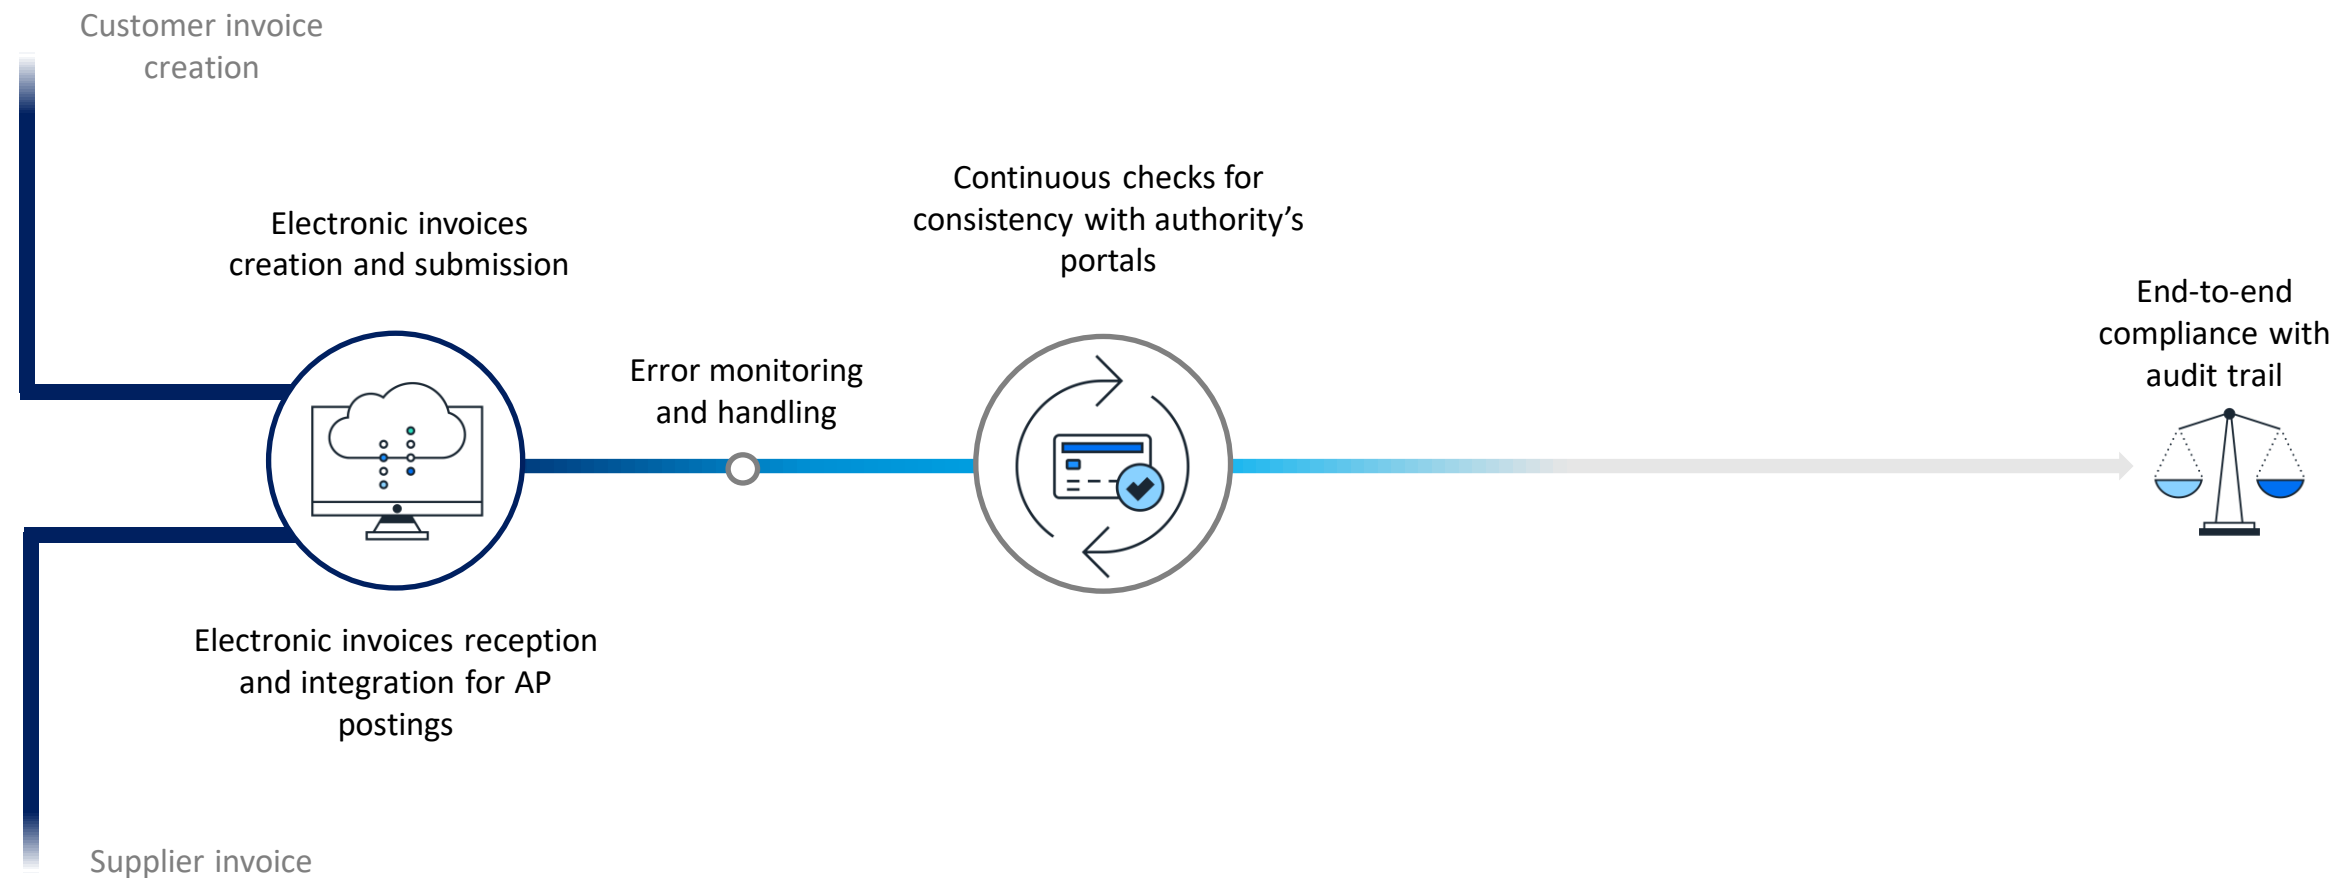 Customer invoice
creation
Electronic invoices
creation and submission
Error monitoring
and handling
Continuous checks for
consistency with authority’s
portals
End-to-end
compliance with
audit trail
Electronic invoices reception
and integration for AP
postings
Supplier invoice